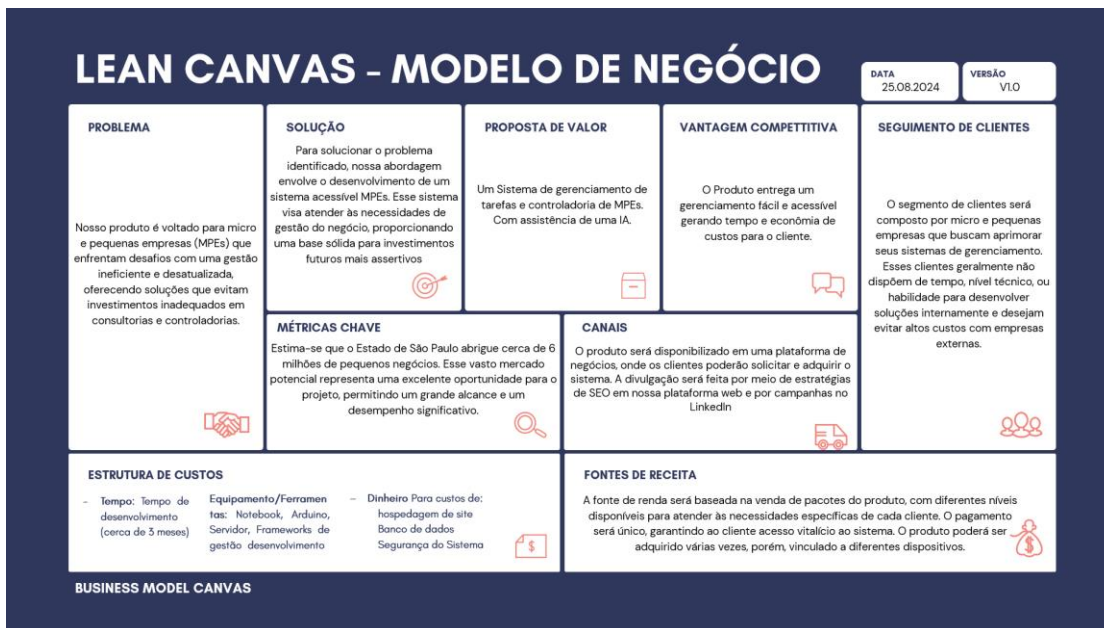 LEAN CANVAS - MODELO DE NEGÓCIO
DATA
25.08.2024
VERSÃO
V1.0
PROBLEMA
Nosso produto é voltado para micro
e pequenas empresas (MPEs) que
enfrentam desafios com uma gestão
ineficiente e desatualizada,
oferecendo soluções que evitam
investimentos inadequados em
consultorias e controladorias.
SOLUÇÃO
Para solucionar o problema
identificado, nossa abordagem
envolve o desenvolvimento de um
sistema acessível MPEs. Esse sistema
visa atender às necessidades de
gestão do negócio, proporcionando
uma base sólida para investimentos
futuros mais assertivos
PROPOSTA DE VALOR
Um Sistema de gerenciamento de
tarefas e controladoria de MPEs.
Com assistência de uma IA.
VANTAGEM COMPETTITIVA
O Produto entrega um
gerenciamento fácil e acessível
gerando tempo e econômia de
custos para o cliente.
SEGUIMENTO DE CLIENTES
O segmento de clientes será
composto por micro e pequenas
empresas que buscam aprimorar
seus sistemas de gerenciamento.
Esses clientes geralmente não
dispõem de tempo, nível técnico, ou
habilidade para desenvolver
soluções internamente e desejam
evitar altos custos com empresas
externas.
MÉTRICAS CHAVE
Estima-se que o Estado de São Paulo abrigue cerca de 6
milhões de pequenos negócios. Esse vasto mercado
potencial representa uma excelente oportunidade para o
projeto, permitindo um grande alcance e um
desempenho significativo.
CANAIS
O produto será disponibilizado em uma plataforma de
negócios, onde os clientes poderão solicitar e adquirir o
sistema. A divulgação será feita por meio de estratégias
de SEO em nossa plataforma web e por campanhas no
LinkedIn
ESTRUTURA DE CUSTOS
- Tempo: Tempo de
desenvolvimento
(cerca de 3 meses)
Equipamento/Ferramen
tas: Notebook, Arduino,
Servidor, Frameworks de
gestão desenvolvimento
- Dinheiro Para custos de:
hospedagem de site
Banco de dados
Segurança do Sistema
$
FONTES DE RECEITA
A fonte de renda será baseada na venda de pacotes do produto, com diferentes níveis
disponíveis para atender às necessidades específicas de cada cliente. O pagamento
será único, garantindo ao cliente acesso vitalício ao sistema. O produto poderá ser
adquirido várias vezes, porém, vinculado a diferentes dispositivos.
$
BUSINESS MODEL CANVAS